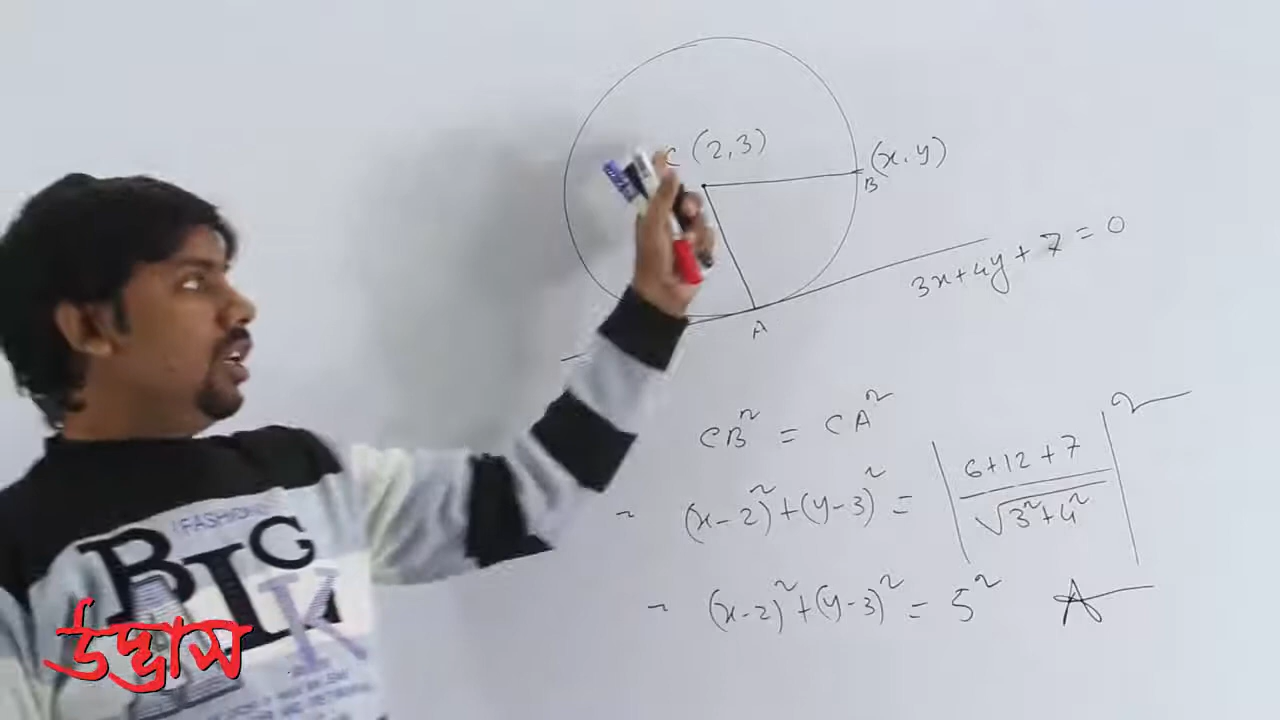 C (2,3)
(x, y)
B
3x+4y+7=0
A
CB² = CA²
= (x-2)²+(y-3)² = |6+12+7 / √3²+4²|²
= (x-2)²+(y-3)² = 5² A
FASHION
BIG
উদ্ভাস